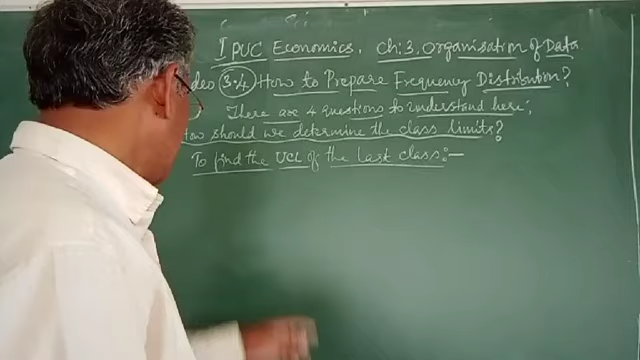 I PUC Economics, Ch:3. Organisation of Data
deo 3.4 How to Prepare Frequency Distribution?
) There are 4 questions to understand here;
ow should we determine the class limits?
To find the UCL of the last class:-